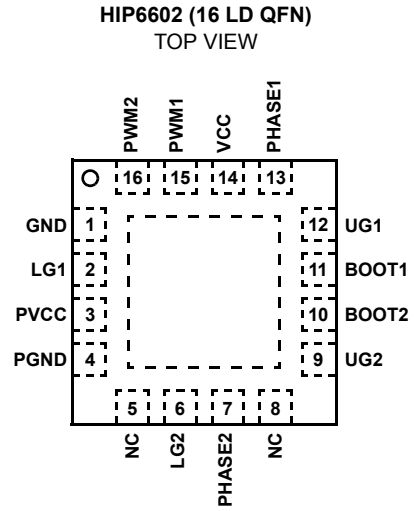 HIP6602 (16 LD QFN)
TOP VIEW
PWM2
PWM1
VCC
PHASE1
16 15 14 13
GND 1
LG1 2
PVCC 3
PGND 4
12 UG1
11 BOOT1
10 BOOT2
9 UG2
5 6 7 8
NC
LG2
PHASE2
NC